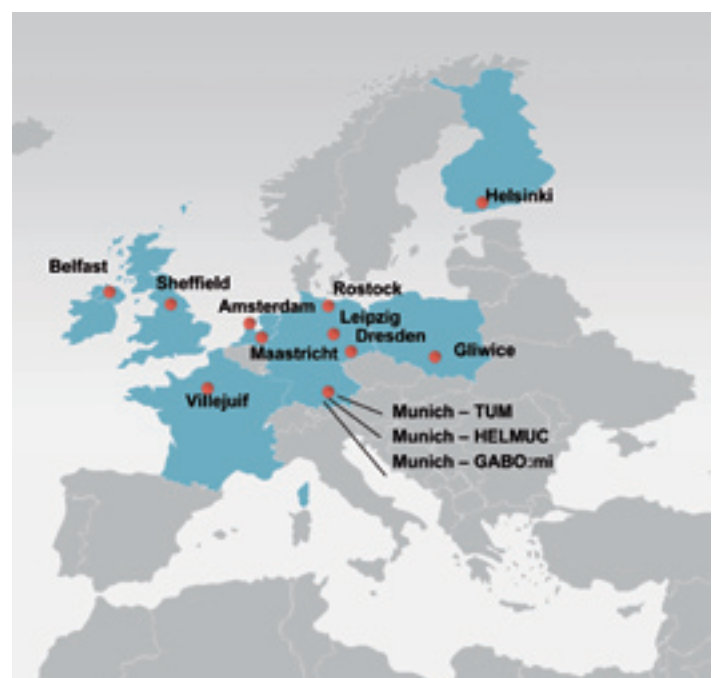 Helsinki
Belfast
Sheffield
Rostock
Amsterdam
Leipzig
Dresden
Maastricht
Gliwice
Villejuif
Munich – TUM
Munich – HELMUC
Munich – GABO:mi